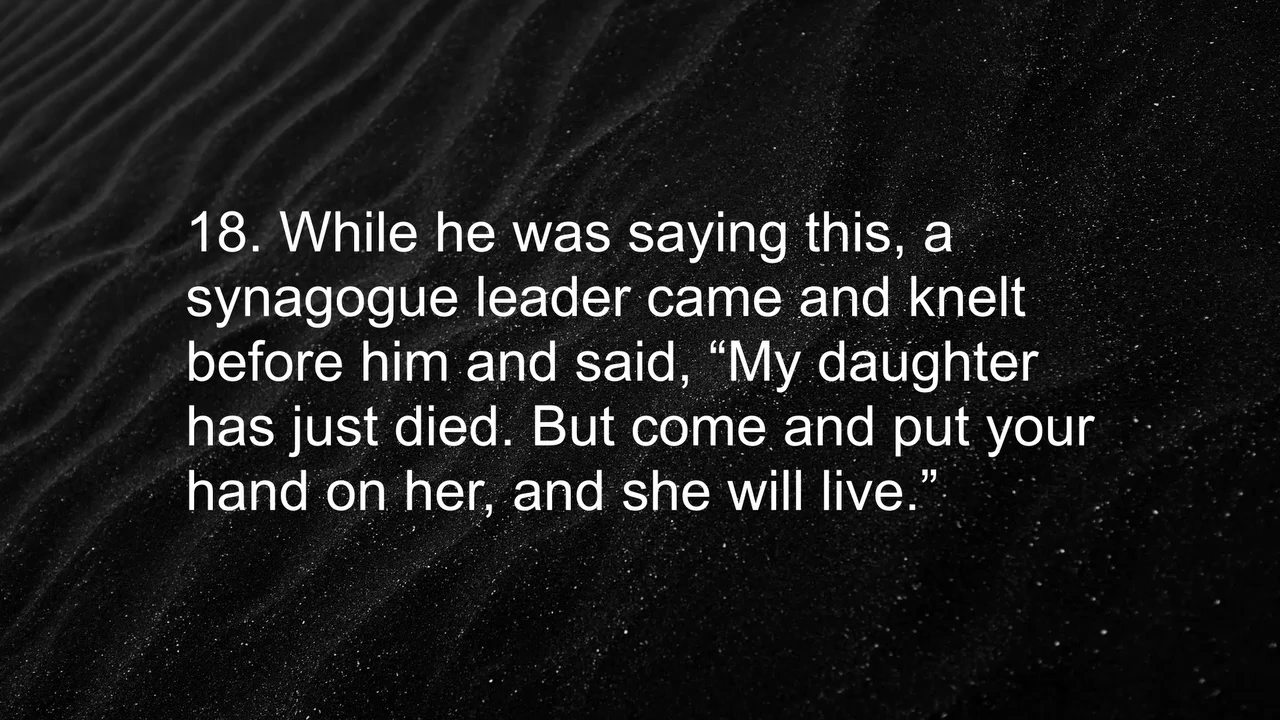 18. While he was saying this, a
synagogue leader came and knelt
before him and said, “My daughter
has just died. But come and put your
hand on her, and she will live.”